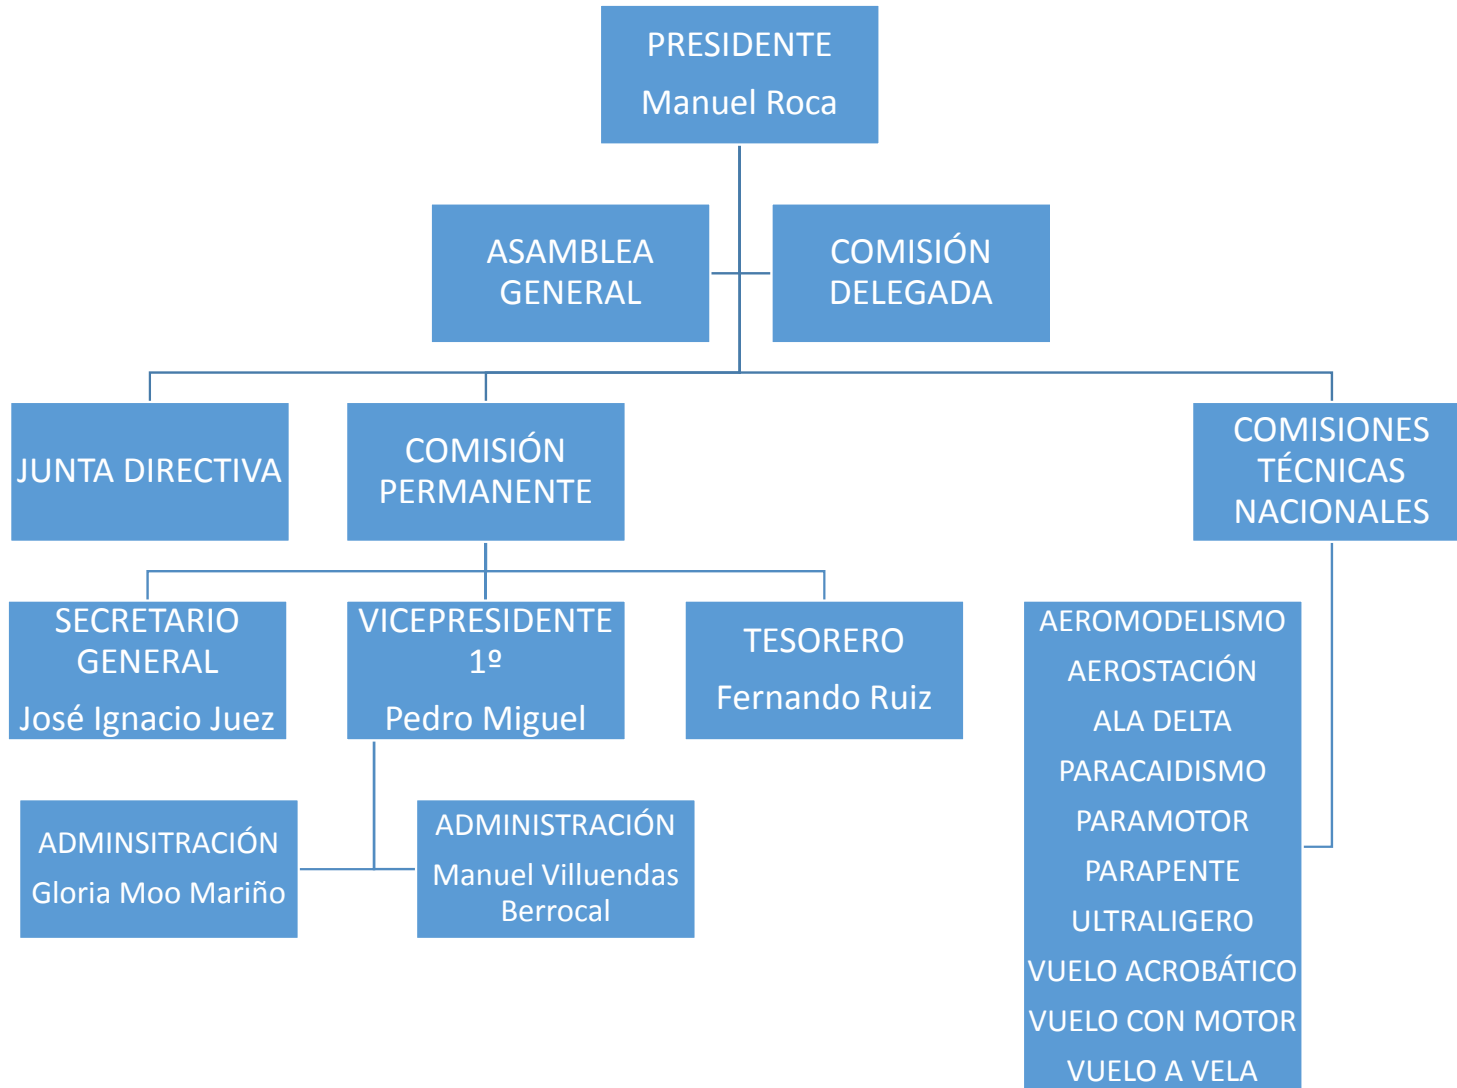 PRESIDENTE
Manuel Roca
ASAMBLEA
GENERAL
COMISIÓN
DELEGADA
JUNTA DIRECTIVA
COMISIÓN
PERMANENTE
COMISIONES
TÉCNICAS
NACIONALES
SECRETARIO
GENERAL
José Ignacio Juez
VICEPRESIDENTE
1º
Pedro Miguel
TESORERO
Fernando Ruiz
ADMINSITRACIÓN
Gloria Moo Mariño
ADMINISTRACIÓN
Manuel Villuendas
Berrocal
AEROMODELISMO
AEROSTACIÓN
ALA DELTA
PARACAIDISMO
PARAMOTOR
PARAPENTE
ULTRALIGERO
VUELO ACROBÁTICO
VUELO CON MOTOR
VUELO A VELA